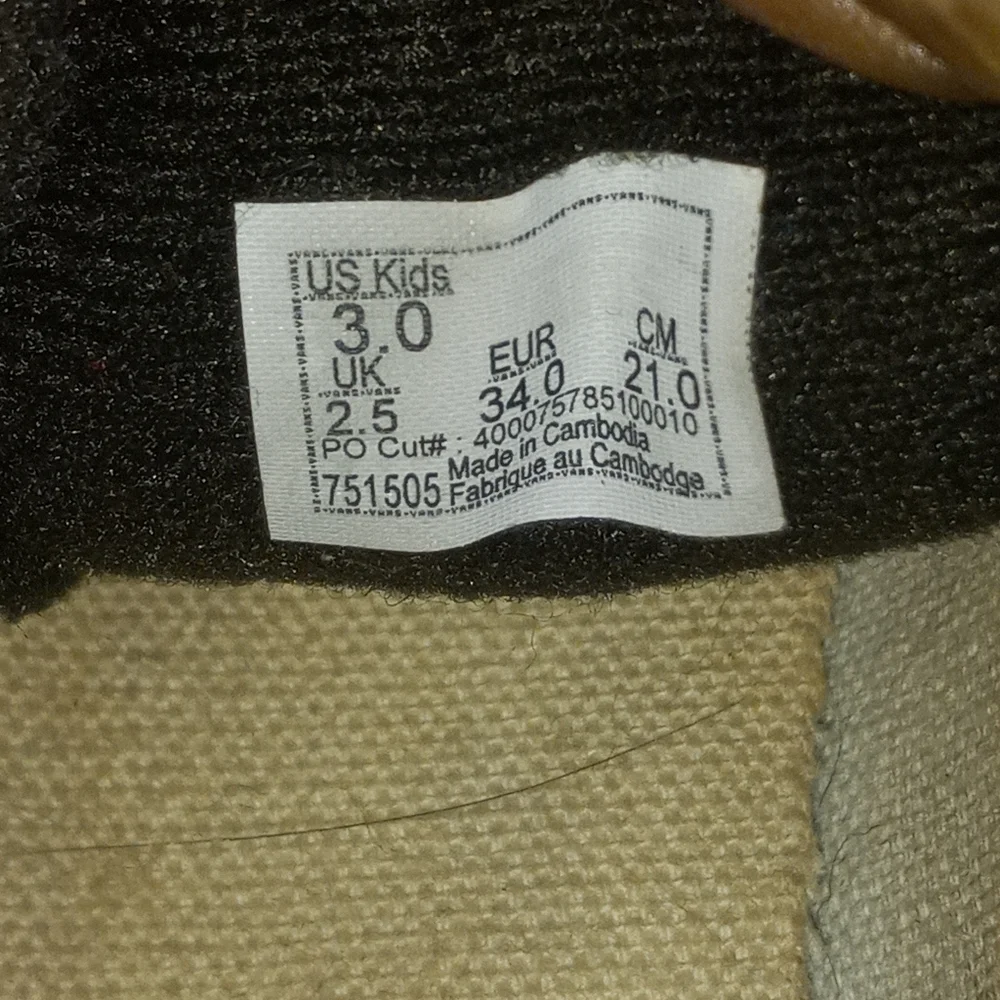 US Kids
3.0
UK EUR CM
2.5 34.0 21.0
PO Cut# : 400075785100010
751505 Made in Cambodia
Fabrique au Cambodge